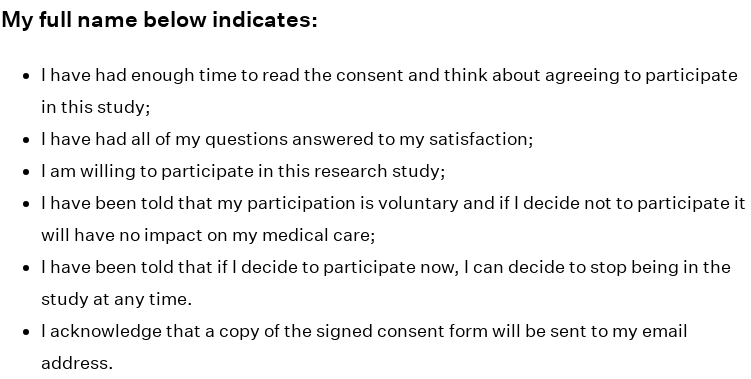 My full name below indicates:
• I have had enough time to read the consent and think about agreeing to participate
in this study;
• I have had all of my questions answered to my satisfaction;
• I am willing to participate in this research study;
• I have been told that my participation is voluntary and if I decide not to participate it
will have no impact on my medical care;
• I have been told that if I decide to participate now, I can decide to stop being in the
study at any time.
• I acknowledge that a copy of the signed consent form will be sent to my email
address.